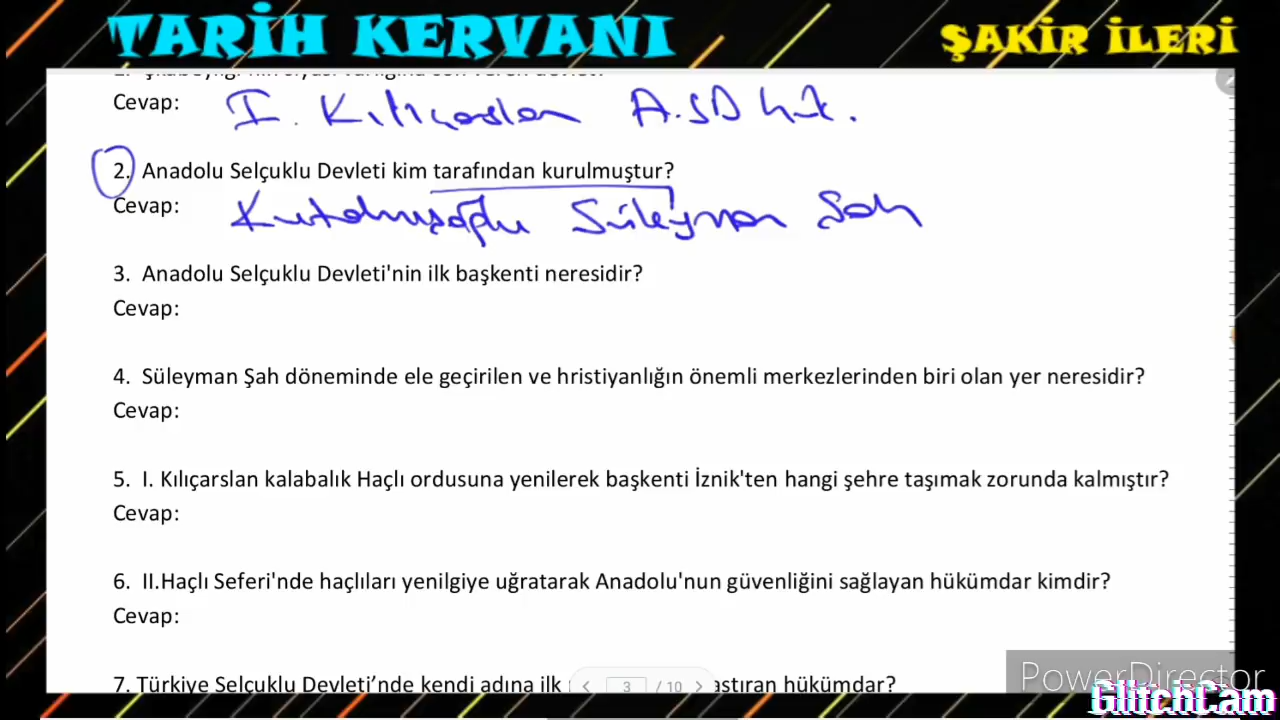 TARİH KERVANI
ŞAKİR İLERİ
Cevap: I. Kılıçarslan A.SD hük.
2. Anadolu Selçuklu Devleti kim tarafından kurulmuştur?
Cevap: Kutalmışoğlu Süleyman Şah
3. Anadolu Selçuklu Devleti'nin ilk başkenti neresidir?
Cevap:
4. Süleyman Şah döneminde ele geçirilen ve hristiyanlığın önemli merkezlerinden biri olan yer neresidir?
Cevap:
5. I. Kılıçarslan kalabalık Haçlı ordusuna yenilerek başkenti İznik'ten hangi şehre taşımak zorunda kalmıştır?
Cevap:
6. II.Haçlı Seferi'nde haçlıları yenilgiye uğratarak Anadolu'nun güvenliğini sağlayan hükümdar kimdir?
Cevap:
7. Türkiye Selçuklu Devleti’nde kendi adına ilk astıran hükümdar?
3 / 10
PowerDirector
GlitchCam